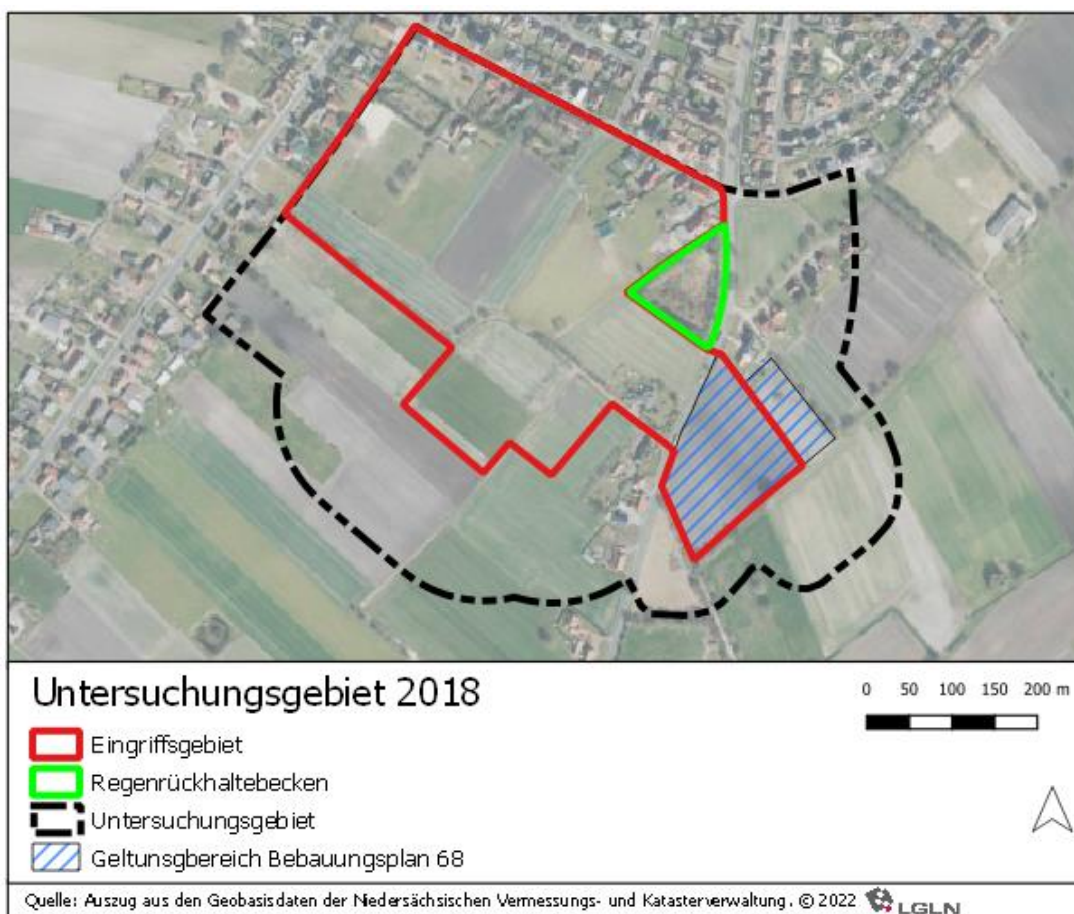 Untersuchungsgebiet 2018
0 50 100 150 200 m
Eingriffsgebiet
Regenrückhaltebecken
Untersuchungsgebiet
Geltunsgbereich Bebauungsplan 68
Quelle: Auszug aus den Geobasisdaten der Niedersächsischen Vermessungs- und Katasterverwaltung. © 2022 LGLN